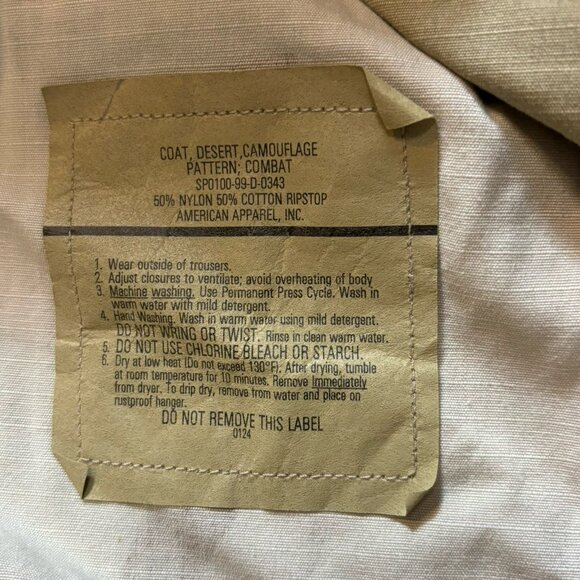 COAT, DESERT,CAMOUFLAGE
PATTERN; COMBAT
SP0100-99-D-0343
50% NYLON 50% COTTON RIPSTOP
AMERICAN APPAREL, INC.
1. Wear outside of trousers.
2. Adjust closures to ventilate; avoid overheating of body
3. Machine washing. Use Permanent Press Cycle. Wash in
warm water with mild detergent.
4. Hand Washing. Wash in warm water using mild detergent.
DO NOT WRING OR TWIST. Rinse in clean warm water.
5. DO NOT USE CHLORINE BLEACH OR STARCH.
6. Dry at low heat (Do not exceed 130°F). After drying, tumble
at room temperature for 10 minutes. Remove Immediately
from dryer. To drip dry, remove from water and place on
rustproof hanger.
DO NOT REMOVE THIS LABEL
0124